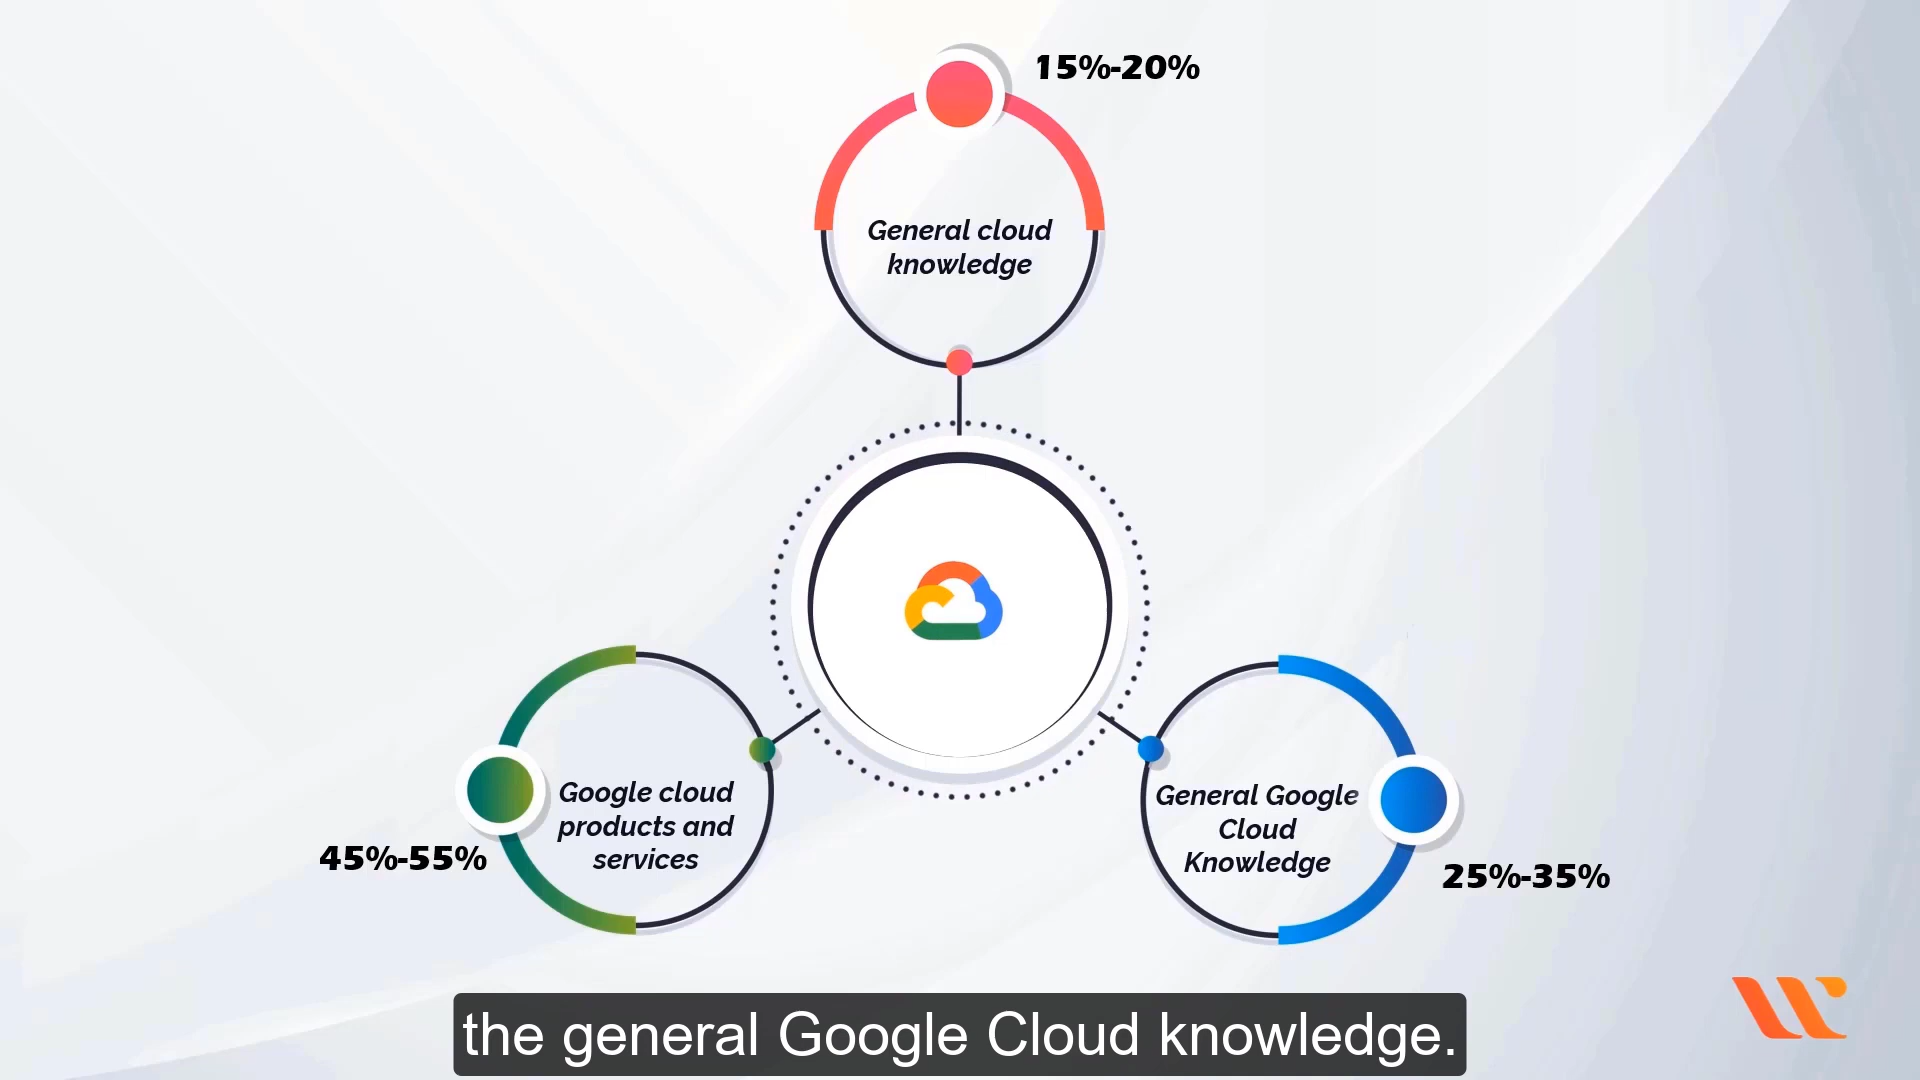 15%-20%
General cloud
knowledge
Google cloud
products and
services
45%-55%
General Google
Cloud
Knowledge
25%-35%
the general Google Cloud knowledge.